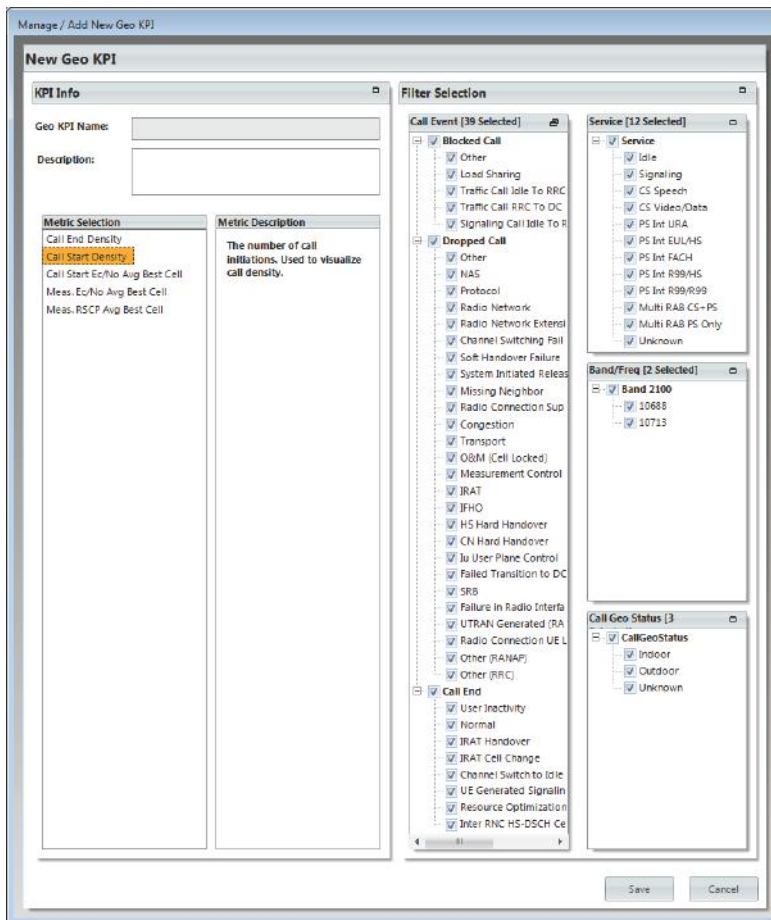 Manage / Add New Geo KPI
New Geo KPI
KPI Info
Geo KPI Name:
Description:
Metric Selection
Call End Density
Call Start Density
Call Start Ec/No Avg Best Cell
Meas. Ec/No Avg Best Cell
Meas. RSCP Avg Best Cell
Metric Description
The number of call
initiations. Used to visualize
call density.
Filter Selection
Call Event [39 Selected]
Blocked Call
Other
Load Sharing
Traffic Call Idle To RRC
Traffic Call RRC To DC
Signaling Call Idle To R
Dropped Call
Other
NAS
Protocol
Radio Network
Radio Network Extensi
Channel Switching Fail
Soft Handover Failure
System Initiated Releas
Missing Neighbor
Radio Connection Sup
Congestion
Transport
O&M (Cell Locked)
Measurement Control
IRAT
IFHO
HS Hard Handover
CN Hard Handover
Iu User Plane Control
Failed Transition to DC
SRB
Failure in Radio Interfa
UTRAN Generated (RA
Radio Connection UE L
Other (RANAP)
Other (RRC)
Call End
User Inactivity
Normal
IRAT Handover
IRAT Cell Change
Channel Switch to Idle
UE Generated Signalin
Resource Optimization
Inter RNC HS-DSCH Ce
Service [12 Selected]
Service
Idle
Signaling
CS Speech
CS Video/Data
PS Int URA
PS Int EUL/HS
PS Int FACH
PS Int R99/HS
PS Int R99/R99
Multi RAB CS+PS
Multi RAB PS Only
Unknown
Band/Freq [2 Selected]
Band 2100
10688
10713
Call Geo Status [3
CallGeoStatus
Indoor
Outdoor
Unknown
Save
Cancel